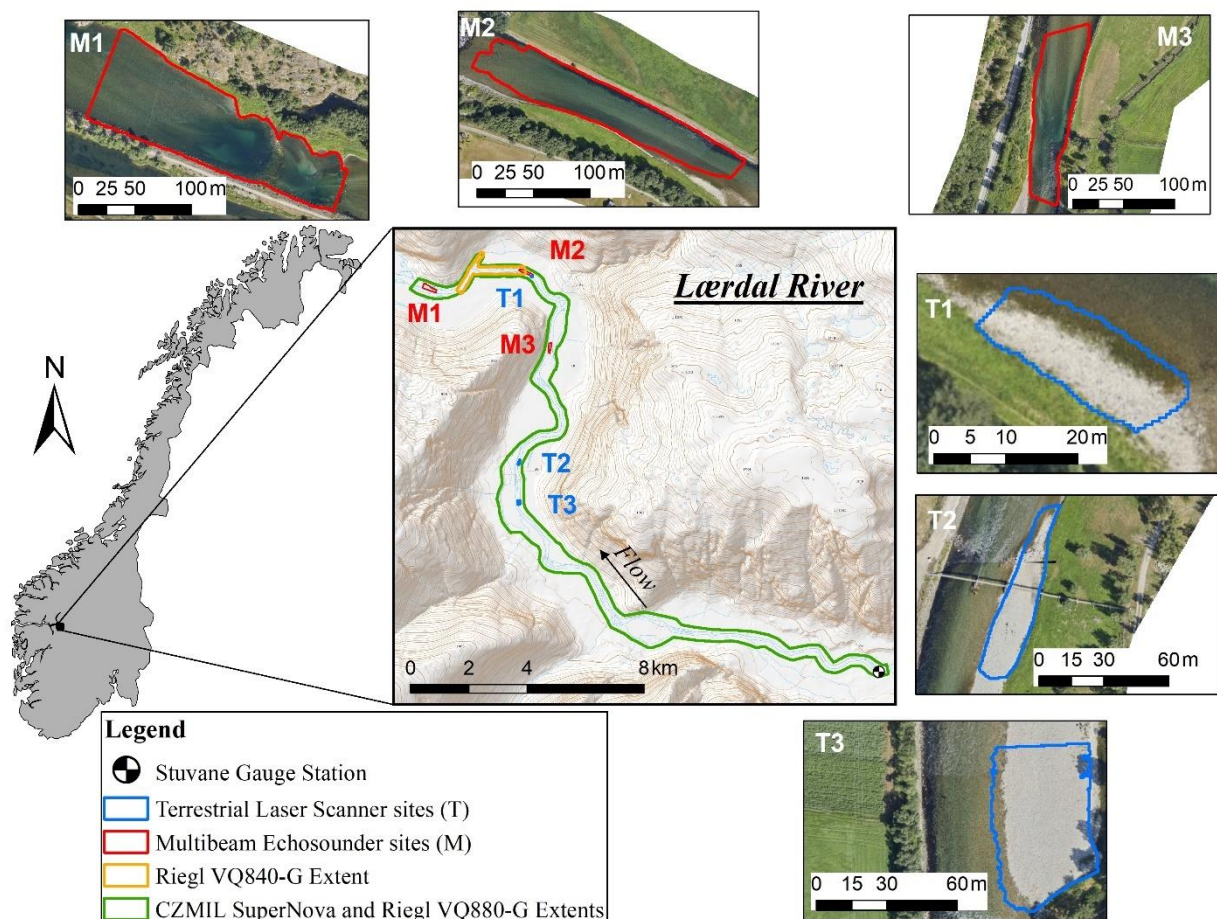 M1
0 25 50 100 m
M2
0 25 50 100 m
M3
0 25 50 100 m
N
M1
M2
T1
M3
T2
T3
Lærdal River
Flow
0 2 4 8 km
T1
0 5 10 20 m
T2
0 15 30 60 m
T3
0 15 30 60 m
Legend
Stuvane Gauge Station
Terrestrial Laser Scanner sites (T)
Multibeam Echosounder sites (M)
Riegl VQ840-G Extent
CZMIL SuperNova and Riegl VQ880-G Extents